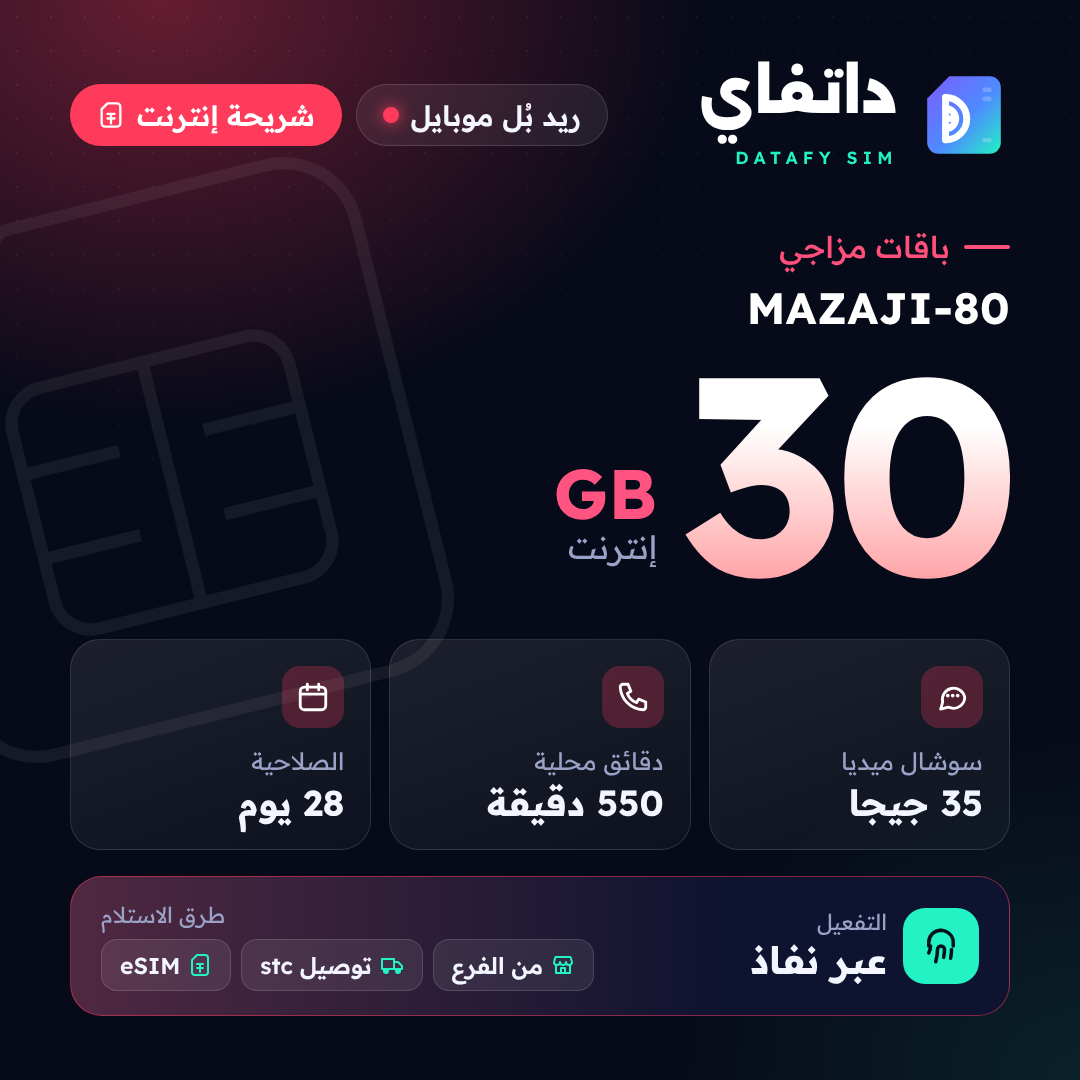 داتفاي
DATAFY SIM
ريد بُل موبايل
شريحة إنترنت
باقات مزاجي
MAZAJI-80
30
GB
إنترنت
سوشال ميديا
35 جيجا
دقائق محلية
550 دقيقة
الصلاحية
28 يوم
التفعيل
عبر نفاذ
طرق الاستلام
من الفرع
توصيل stc
eSIM